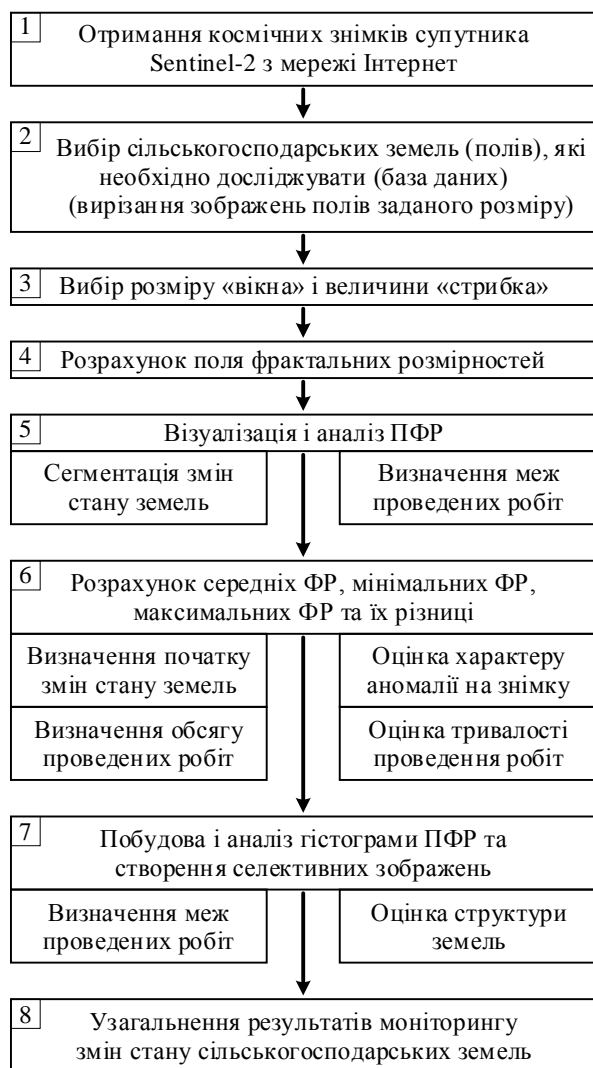 1
Отримання космічних знімків супутника
Sentinel-2 з мережі Інтернет
2
Вибір сільськогосподарських земель (полів), які
необхідно досліджувати (база даних)
(вирізання зображень полів заданого розміру)
3
Вибір розміру «вікна» і величини «стрибка»
4
Розрахунок поля фрактальних розмірностей
5
Візуалізація і аналіз ПФР
Сегментація змін
стану земель
Визначення меж
проведених робіт
6
Розрахунок середніх ФР, мінімальних ФР,
максимальних ФР та їх різниці
Визначення початку
змін стану земель
Оцінка характеру
аномалії на знімку
Визначення обсягу
проведених робіт
Оцінка тривалості
проведення робіт
7
Побудова і аналіз гістограми ПФР та
створення селективних зображень
Визначення меж
проведених робіт
Оцінка структури
земель
8
Узагальнення результатів моніторингу
змін стану сільськогосподарських земель